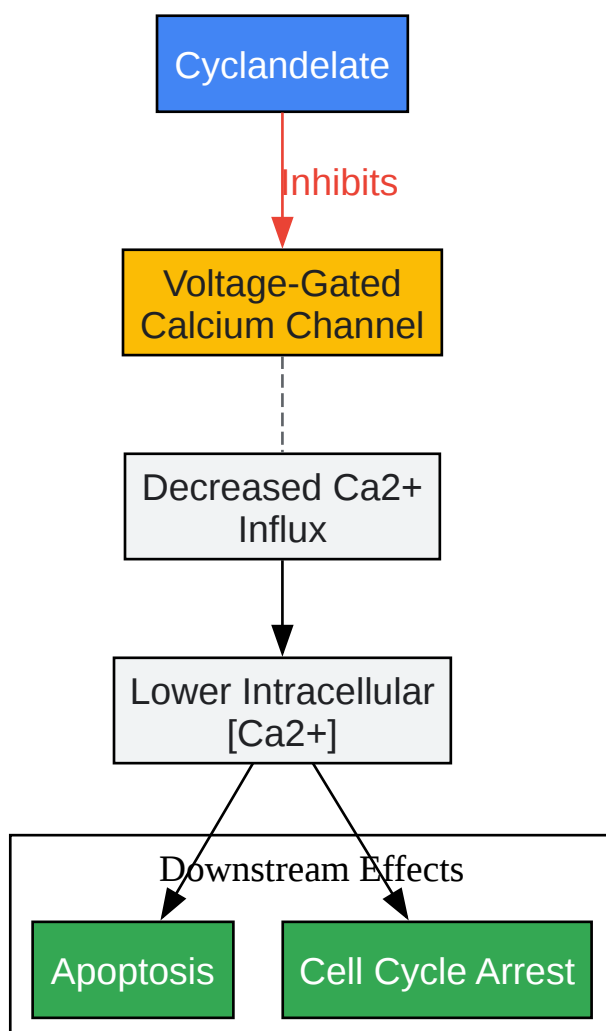 Cyclandelate
Inhibits
Voltage-Gated
Calcium Channel
Decreased Ca2+
Influx
Lower Intracellular
[Ca2+]
Downstream Effects
Apoptosis
Cell Cycle Arrest